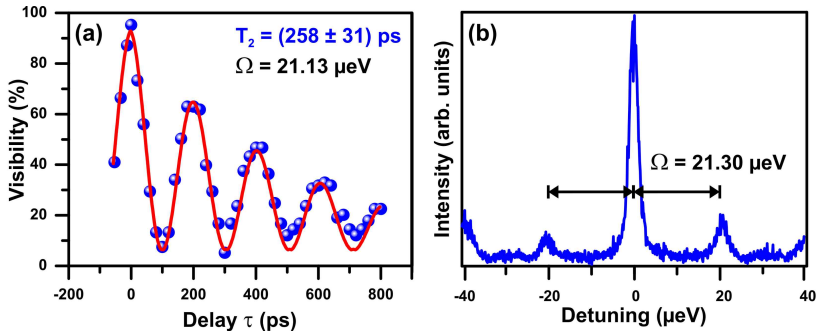 (a)
T₂ = (258 ± 31) ps
Ω = 21.13 µeV
Visibility (%)
100
80
60
40
20
0
-200 0 200 400 600 800
Delay τ (ps)
(b)
Ω = 21.30 µeV
Intensity (arb. units)
-40 -20 0 20 40
Detuning (µeV)